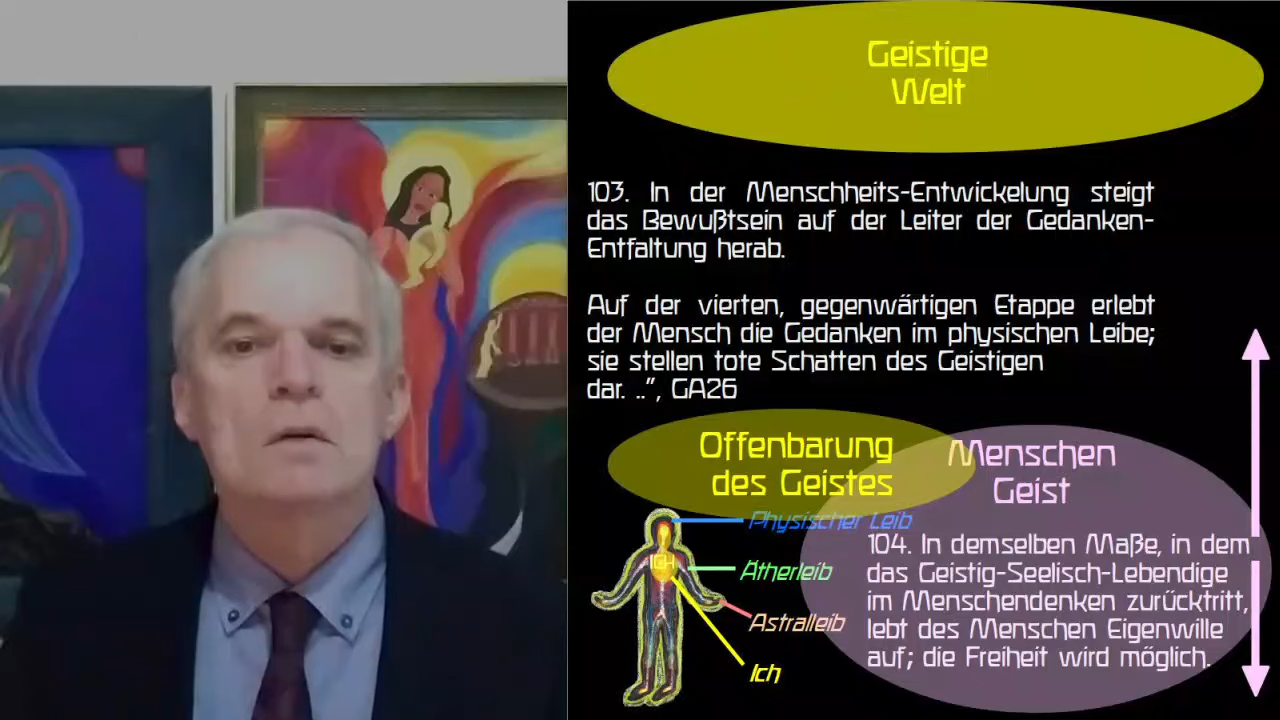 Geistige
Welt
103. In der Menschheits-Entwickelung steigt
das Bewußtsein auf der Leiter der Gedanken-
Entfaltung herab.
Auf der vierten, gegenwärtigen Etappe erlebt
der Mensch die Gedanken im physischen Leibe;
sie stellen tote Schatten des Geistigen
dar. ..”, GA26
Offenbarung
des Geistes
Menschen
Geist
Physischer Leib
ICH
Ätherleib
Astralleib
Ich
104. In demselben Maße, in dem
das Geistig-Seelisch-Lebendige
im Menschendenken zurücktritt,
lebt des Menschen Eigenwille
auf; die Freiheit wird möglich.